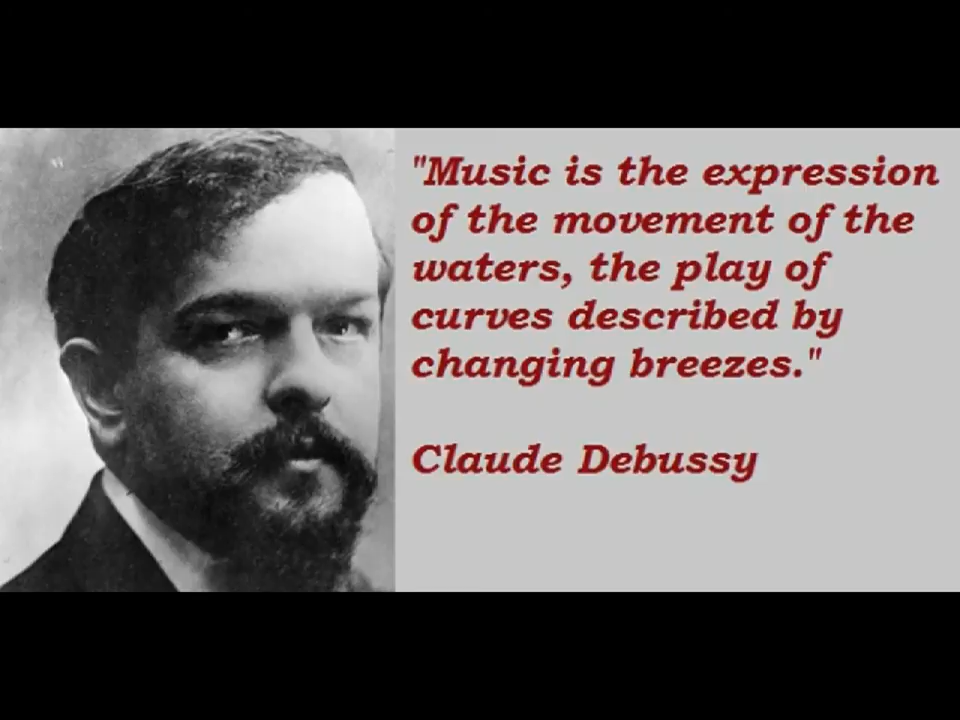 "Music is the expression
of the movement of the
waters, the play of
curves described by
changing breezes."
Claude Debussy